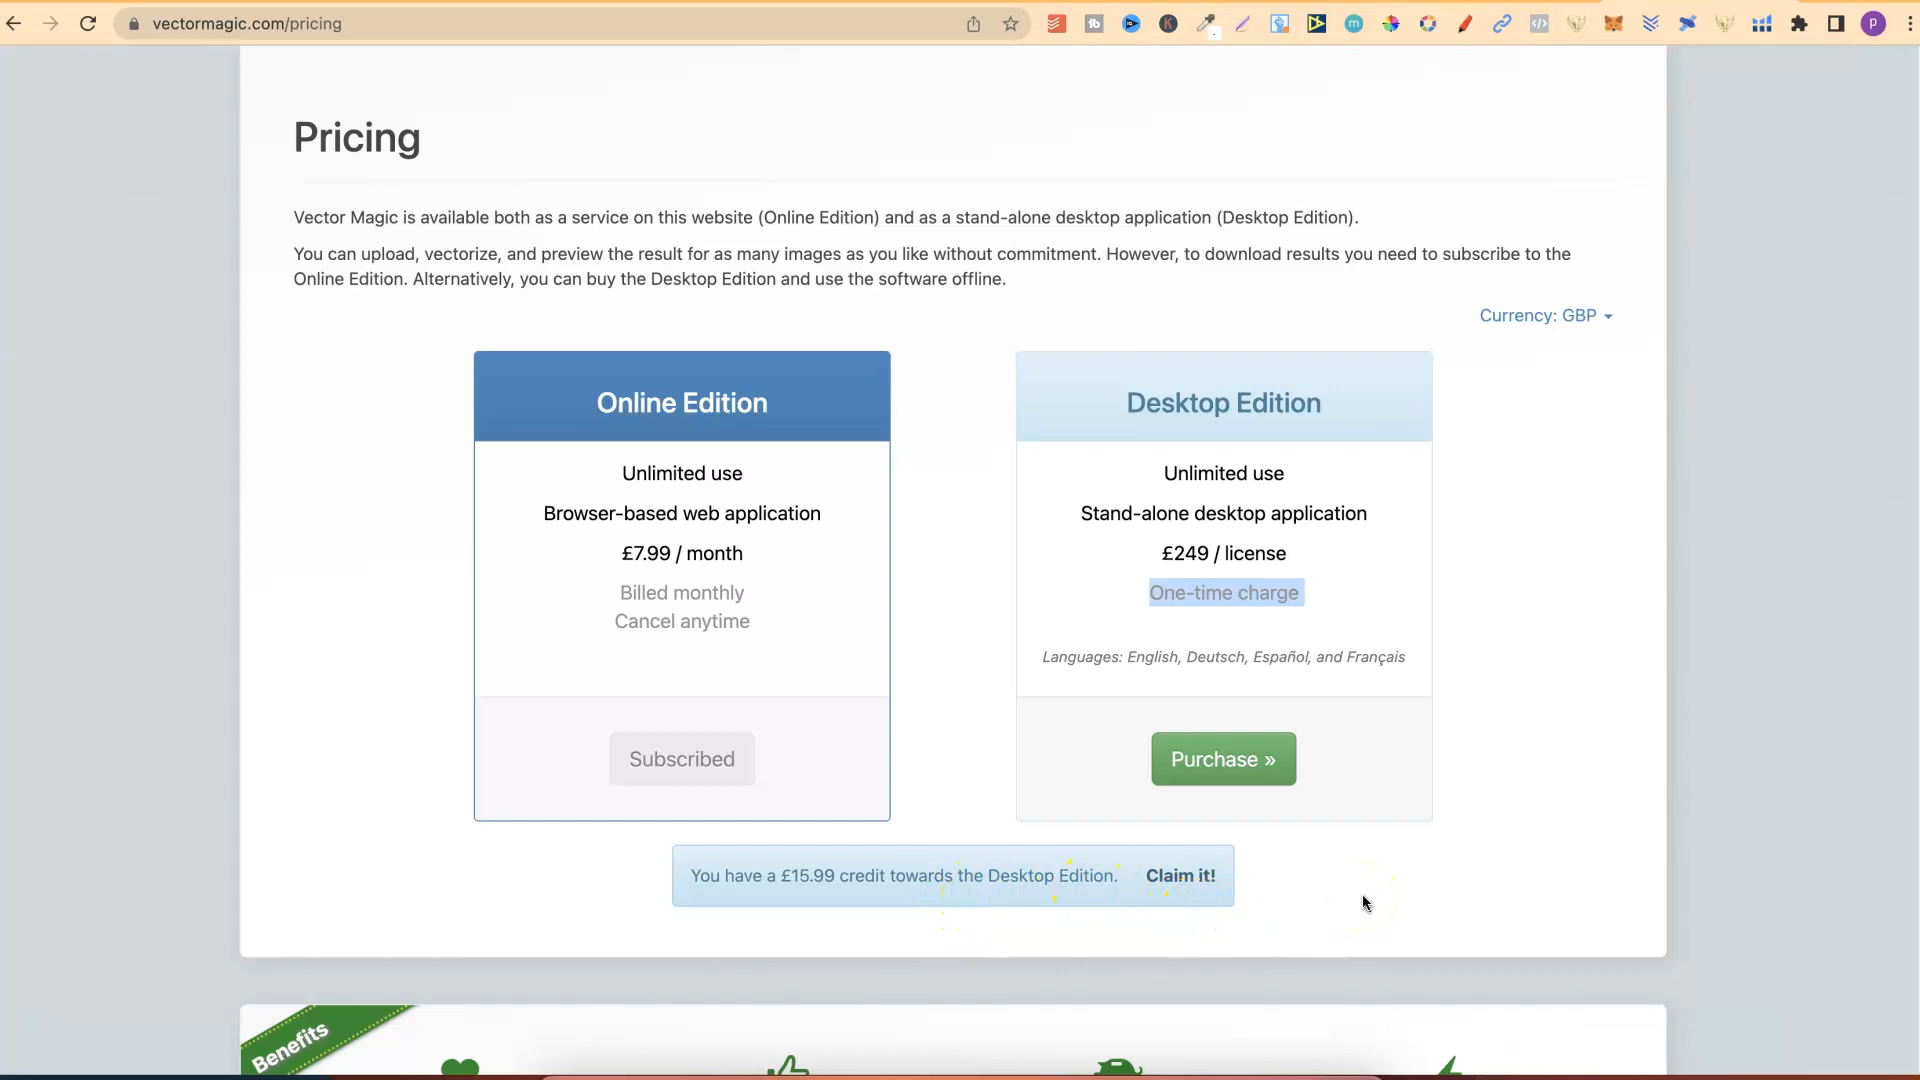 vectormagic.com/pricing
Pricing
Vector Magic is available both as a service on this website (Online Edition) and as a stand-alone desktop application (Desktop Edition).
You can upload, vectorize, and preview the result for as many images as you like without commitment. However, to download results you need to subscribe to the
Online Edition. Alternatively, you can buy the Desktop Edition and use the software offline.
Currency: GBP
Online Edition
Unlimited use
Browser-based web application
£7.99 / month
Billed monthly
Cancel anytime
Subscribed
Desktop Edition
Unlimited use
Stand-alone desktop application
£249 / license
One-time charge
Languages: English, Deutsch, Español, and Français
Purchase »
You have a £15.99 credit towards the Desktop Edition. Claim it!
Benefits